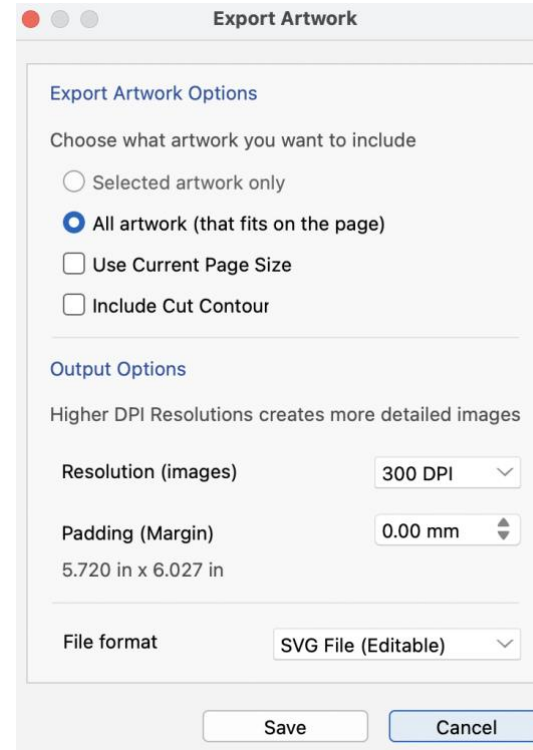 Export Artwork
Export Artwork Options
Choose what artwork you want to include
Selected artwork only
All artwork (that fits on the page)
Use Current Page Size
Include Cut Contour
Output Options
Higher DPI Resolutions creates more detailed images
Resolution (images) 300 DPI
Padding (Margin) 0.00 mm
5.720 in x 6.027 in
File format SVG File (Editable)
Save Cancel